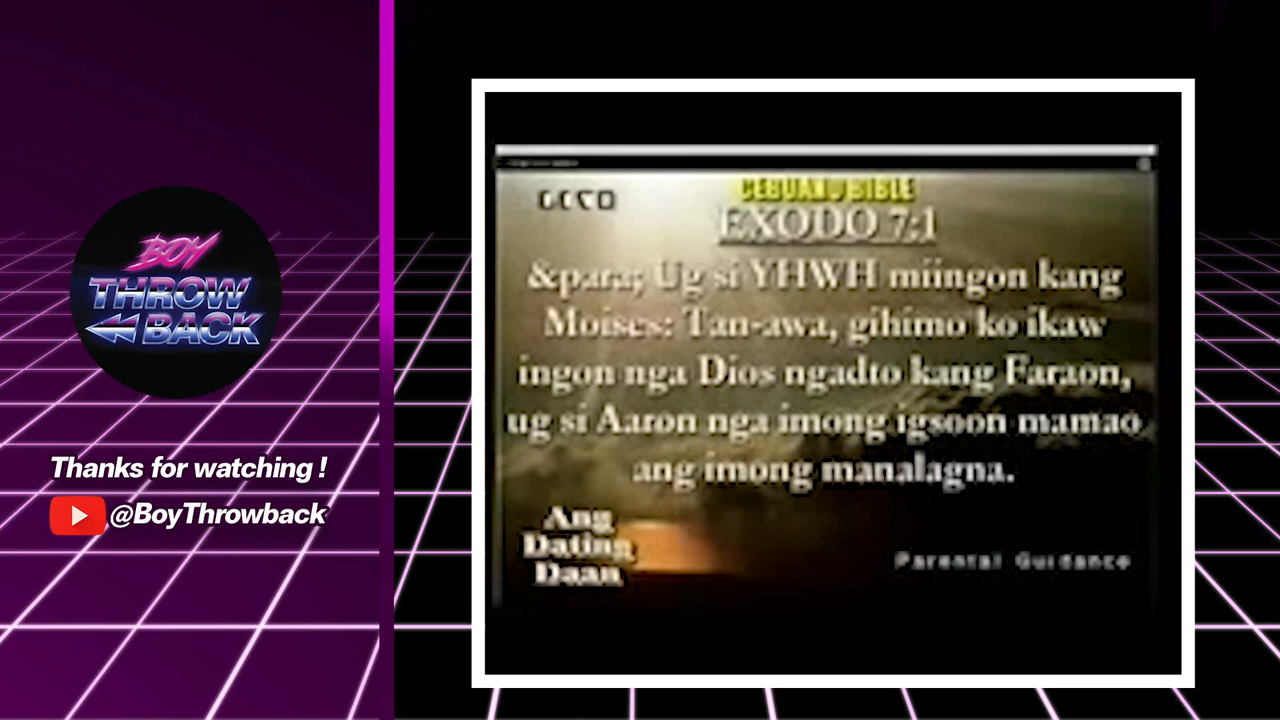 BOY
THROW
BACK
Thanks for watching !
@BoyThrowback
CEBUANO BIBLE
EXODO 7:1
&para; Ug si YHWH miingon kang
Moises: Tan-awa, gihimo ko ikaw
ingon nga Dios ngadto kang Faraon,
ug si Aaron nga imong igsoon mamao
ang imong manalagna.
Ang
Dating
Daan
Parental Guidance